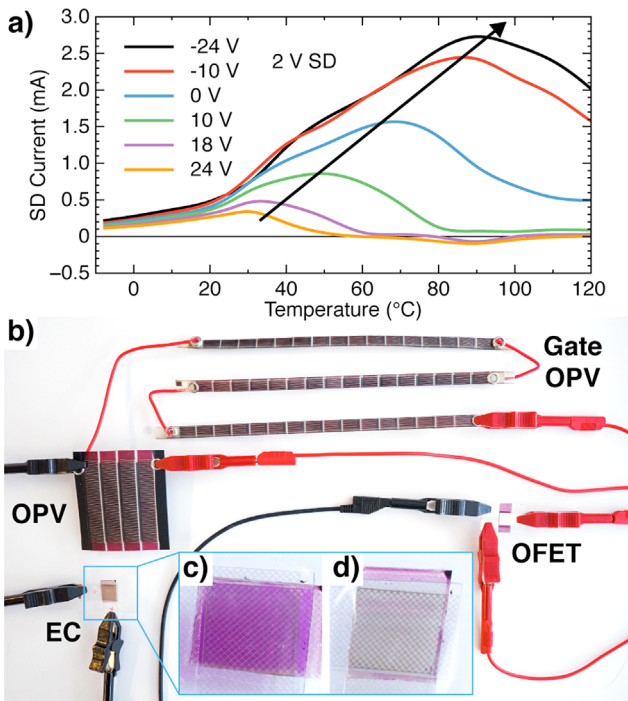 a)
3.0
2.5
2.0
1.5
1.0
0.5
0
−0.5
SD Current (mA)
-24 V
-10 V
0 V
10 V
18 V
24 V
2 V SD
0 20 40 60 80 100 120
Temperature (°C)
b)
Gate
OPV
OPV
OFET
EC
c)
d)